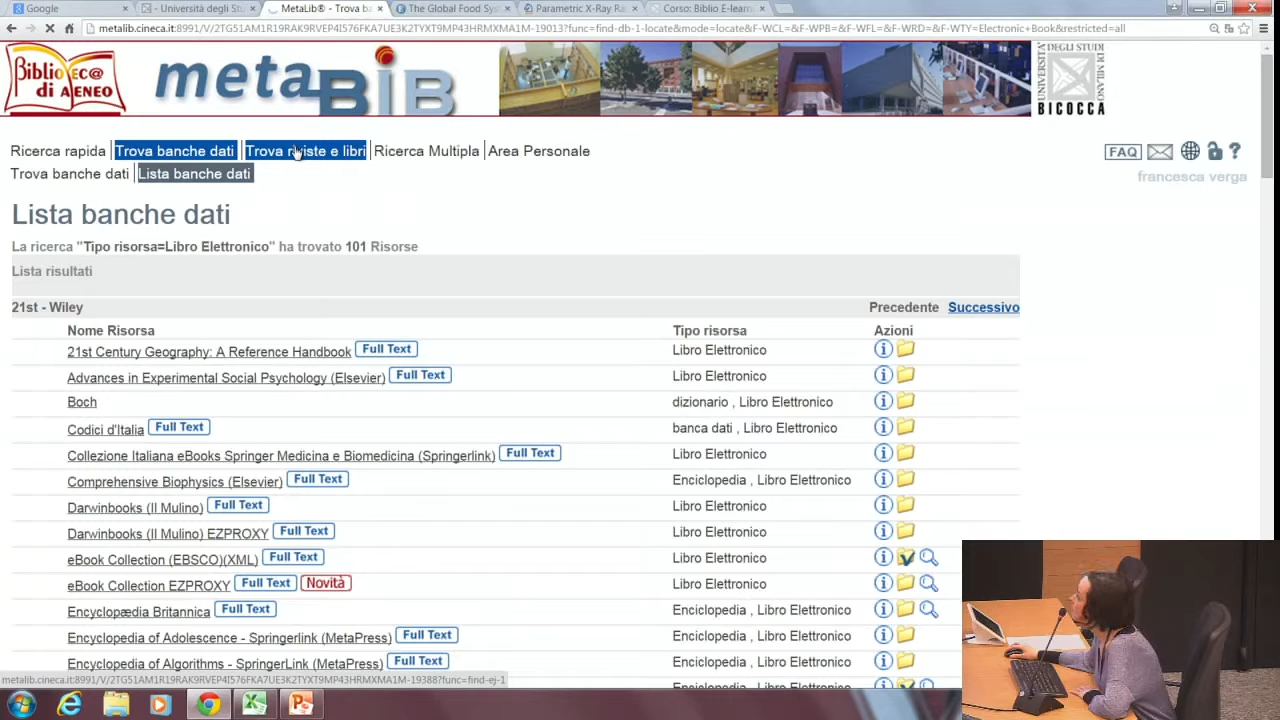 Google
- Università degli Stu
MetaLib® - Trova ba
The Global Food Sys
Parametric X-Ray Ra
Corso: Biblio E-learn
metalib.cineca.it:8991/V/2TG51AM1R19RAK9RVEP4I576FKA7UE3K2TYXT9MP43HRMXMA1M-19013?func=find-db-1-locate&mode=locate&F-WCL=&F-WPB=&F-WFL=&F-WRD=&F-WTY=Electronic+Book&restricted=all
Bibliotec@
di Ateneo
metaBIB
UNIVERSITÀ DEGLI STUDI DI MILANO
BICOCCA
Ricerca rapida | Trova banche dati | Trova riviste e libri | Ricerca Multipla | Area Personale
FAQ ?
Trova banche dati | Lista banche dati
francesca verga
Lista banche dati
La ricerca "Tipo risorsa=Libro Elettronico" ha trovato 101 Risorse
Lista risultati
21st - Wiley Precedente Successivo
Nome Risorsa Tipo risorsa Azioni
21st Century Geography: A Reference Handbook Full Text Libro Elettronico
Advances in Experimental Social Psychology (Elsevier) Full Text Libro Elettronico
Boch dizionario , Libro Elettronico
Codici d'Italia Full Text banca dati , Libro Elettronico
Collezione Italiana eBooks Springer Medicina e Biomedicina (Springerlink) Full Text Libro Elettronico
Comprehensive Biophysics (Elsevier) Full Text Enciclopedia , Libro Elettronico
Darwinbooks (Il Mulino) Full Text Libro Elettronico
Darwinbooks (Il Mulino) EZPROXY Full Text Libro Elettronico
eBook Collection (EBSCO)(XML) Full Text Libro Elettronico
eBook Collection EZPROXY Full Text Novità Libro Elettronico
Encyclopædia Britannica Full Text Enciclopedia , Libro Elettronico
Encyclopedia of Adolescence - Springerlink (MetaPress) Full Text Enciclopedia , Libro Elettronico
Encyclopedia of Algorithms - SpringerLink (MetaPress) Full Text Enciclopedia , Libro Elettronico
Enciclopedia , Libro Elettronico
metalib.cineca.it:8991/V/2TG51AM1R19RAK9RVEP4I576FKA7UE3K2TYXT9MP43HRMXMA1M-19388?func=find-ej-1